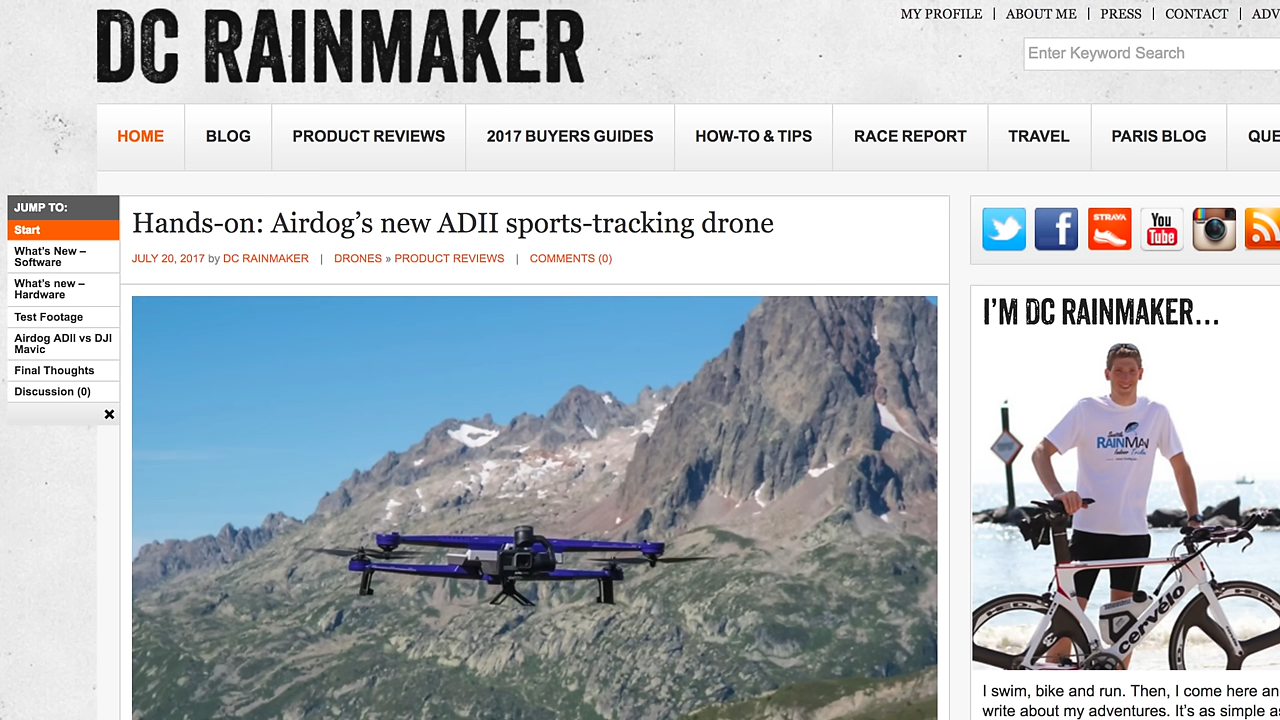 DC RAINMAKER
MY PROFILE | ABOUT ME | PRESS | CONTACT | ADV
Enter Keyword Search
HOME BLOG PRODUCT REVIEWS 2017 BUYERS GUIDES HOW-TO & TIPS RACE REPORT TRAVEL PARIS BLOG QUE
JUMP TO:
Start
What's New –
Software
What's new –
Hardware
Test Footage
Airdog ADII vs DJI
Mavic
Final Thoughts
Discussion (0)
Hands-on: Airdog's new ADII sports-tracking drone
JULY 20, 2017 by DC RAINMAKER | DRONES » PRODUCT REVIEWS | COMMENTS (0)
STRAVA
You
Tube
I'M DC RAINMAKER...
RAINMAN
cervélo
I swim, bike and run. Then, I come here an
write about my adventures. It's as simple as